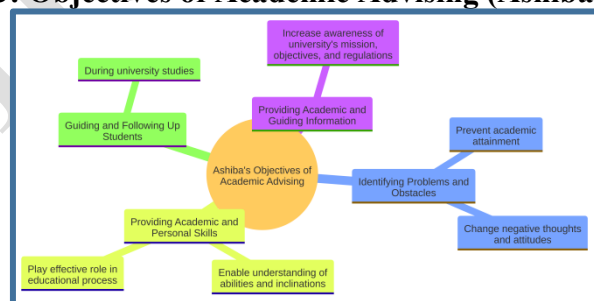 Objectives of Academic Advising (Ashiba
Increase awareness of
university's mission,
objectives, and regulations
During university studies
Providing Academic and
Guiding Information
Guiding and Following Up
Students
Prevent academic
attainment
Ashiba's Objectives of
Academic Advising
Identifying Problems and
Obstacles
Providing Academic and
Personal Skills
Change negative thoughts
and attitudes
Play effective role in
educational process
Enable understanding of
abilities and inclinations